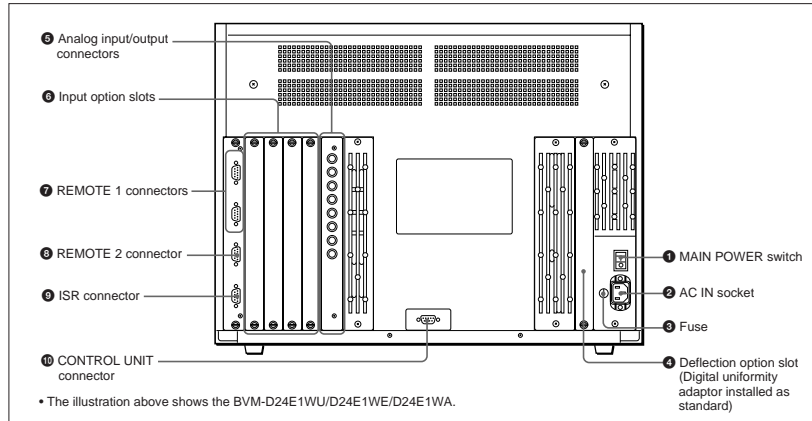 ❺ Analog input/output
connectors
❻ Input option slots
❼ REMOTE 1 connectors
❽ REMOTE 2 connector
❾ ISR connector
❿ CONTROL UNIT
connector
❶ MAIN POWER switch
❷ AC IN socket
❸ Fuse
❹ Deflection option slot
(Digital uniformity
adaptor installed as
standard)
• The illustration above shows the BVM-D24E1WU/D24E1WE/D24E1WA.